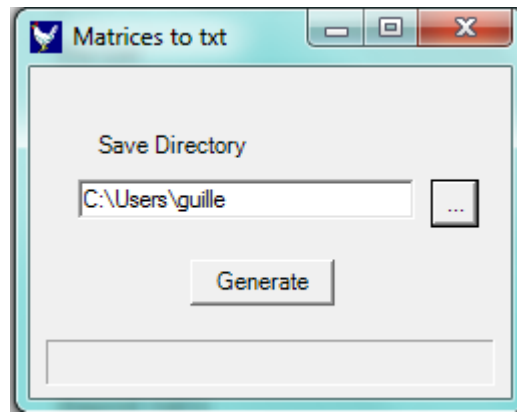 Matrices to txt
Save Directory
C:\Users\guille
...
Generate